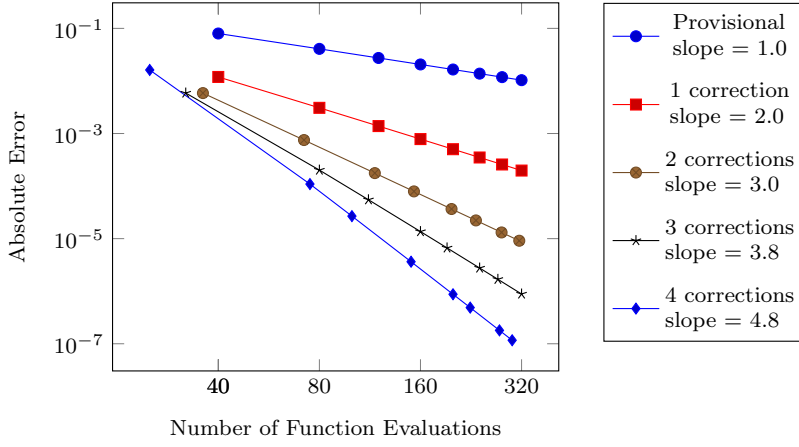 Absolute Error
10⁻¹
10⁻³
10⁻⁵
10⁻⁷
40
80
160
320
Number of Function Evaluations
Provisional
slope = 1.0
1 correction
slope = 2.0
2 corrections
slope = 3.0
3 corrections
slope = 3.8
4 corrections
slope = 4.8